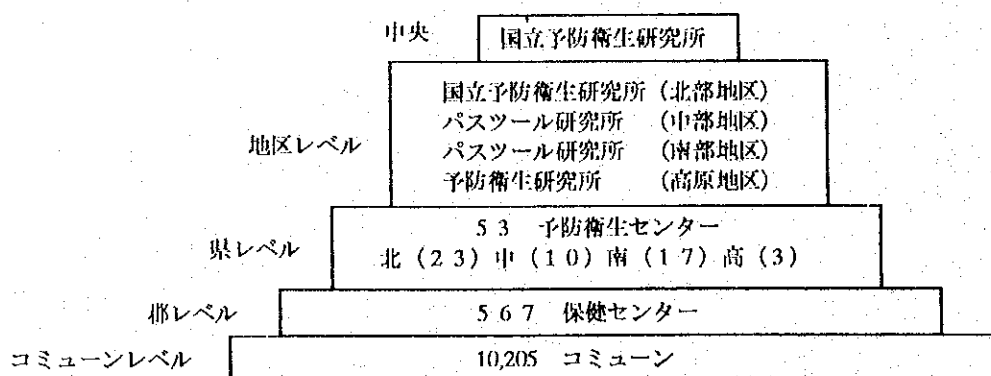 中央 国立予防衛生研究所
国立予防衛生研究所 (北部地区)
パスツール研究所 (中部地区)
地区レベル
パスツール研究所 (南部地区)
予防衛生研究所 (高原地区)
53 予防衛生センター
県レベル
北(23)中(10)南(17)高(3)
郡レベル 567 保健センター
コミューンレベル 10,205 コミューン